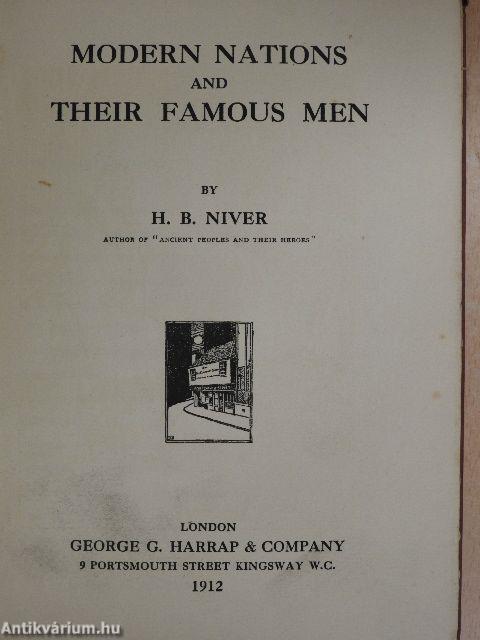 MODERN NATIONS
AND
THEIR FAMOUS MEN
BY
H. B. NIVER
AUTHOR OF "ANCIENT PEOPLES AND THEIR HEROES"
LONDON
GEORGE G. HARRAP & COMPANY
9 PORTSMOUTH STREET KINGSWAY W.C.
1912
Antikvárium.hu